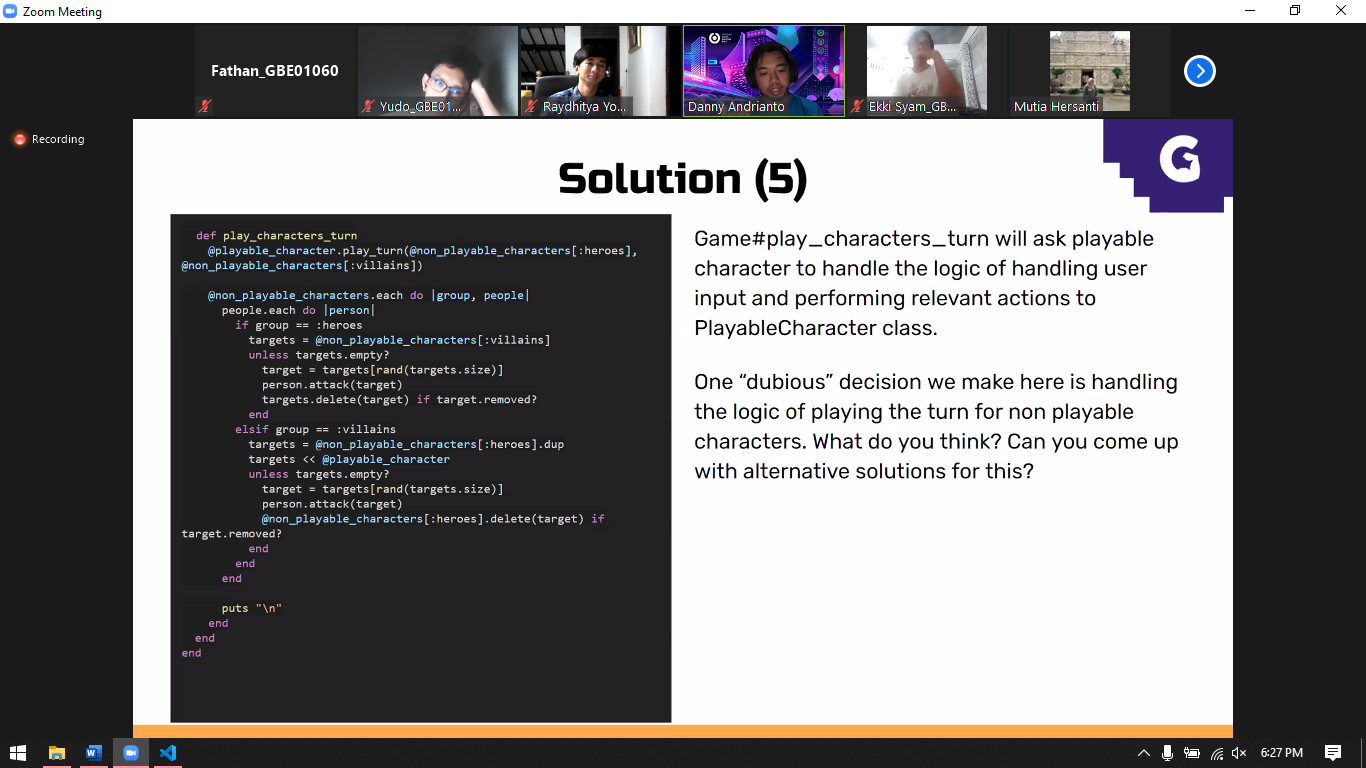 Zoom Meeting
Fathan_GBE01060
Yudo_GBE01...
Raydhitya Yo...
Danny Andrianto
Ekki Syam_GB...
Mutia Hersanti
Recording
G
Solution (5)
def play_characters_turn
@playable_character.play_turn(@non_playable_characters[:heroes],
@non_playable_characters[:villains])
@non_playable_characters.each do |group, people|
people.each do |person|
if group == :heroes
targets = @non_playable_characters[:villains]
unless targets.empty?
target = targets[rand(targets.size)]
person.attack(target)
targets.delete(target) if target.removed?
end
elsif group == :villains
targets = @non_playable_characters[:heroes].dup
targets << @playable_character
unless targets.empty?
target = targets[rand(targets.size)]
person.attack(target)
@non_playable_characters[:heroes].delete(target) if
target.removed?
end
end
end
puts "\n"
end
end
end
Game#play_characters_turn will ask playable
character to handle the logic of handling user
input and performing relevant actions to
PlayableCharacter class.
One “dubious” decision we make here is handling
the logic of playing the turn for non playable
characters. What do you think? Can you come up
with alternative solutions for this?
6:27 PM